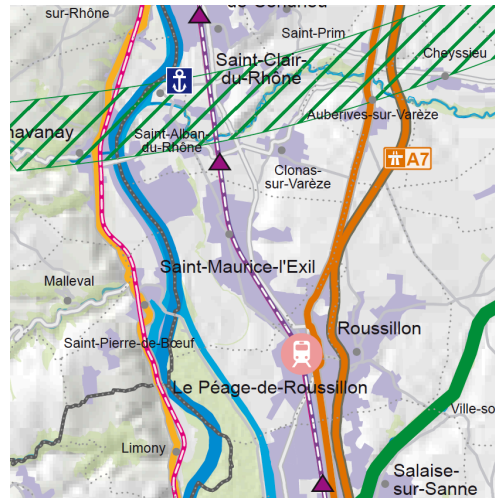 de Condrieu
sur-Rhône
Saint-Prim
Saint-Clair-
du-Rhône
Cheyssieu
havanay
Saint-Alban-
du-Rhône
Auberives-sur-Varèze
Clonas-
sur-Varèze
A7
Saint-Maurice-l'Exil
Malleval
Saint-Pierre-de-Bœuf
Roussillon
Le Péage-de-Roussillon
Ville-so
Limony
Salaise-
sur-Sanne